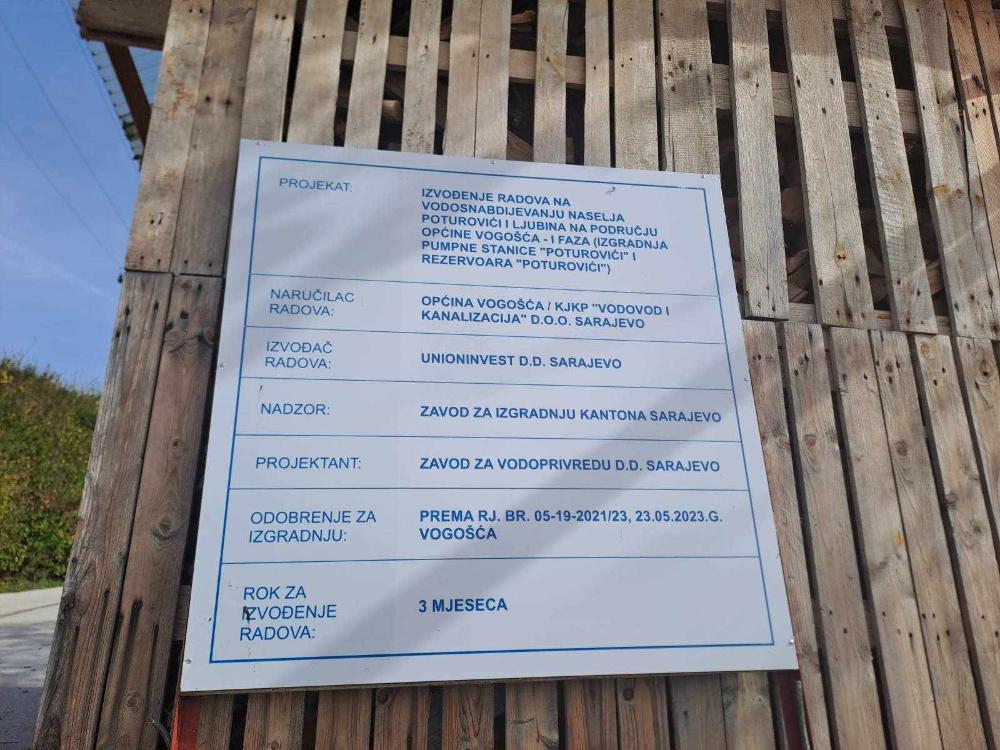 PROJEKAT:
IZVOĐENJE RADOVA NA
VODOSNABDIJEVANJU NASELJA
POTUROVIĆI I LJUBINA NA PODRUČJU
OPĆINE VOGOŠĆA - I FAZA (IZGRADNJA
PUMPNE STANICE "POTUROVIĆI" I
REZERVOARA "POTUROVIĆI")
NARUČILAC
RADOVA:
OPĆINA VOGOŠĆA / KJKP "VODOVOD I
KANALIZACIJA" D.O.O. SARAJEVO
IZVOĐAČ
RADOVA:
UNIONINVEST D.D. SARAJEVO
NADZOR:
ZAVOD ZA IZGRADNJU KANTONA SARAJEVO
PROJEKTANT:
ZAVOD ZA VODOPRIVREDU D.D. SARAJEVO
ODOBRENJE ZA
IZGRADNJU:
PREMA RJ. BR. 05-19-2021/23, 23.05.2023.G.
VOGOŠĆA
ROK ZA
IZVOĐENJE
RADOVA:
3 MJESECA